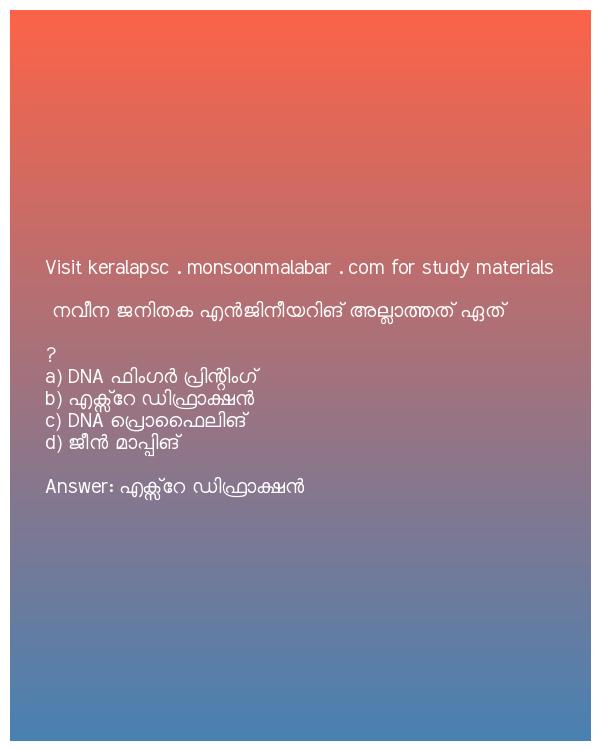 Visit keralapsc . monsoonmalabar . com for study materials
നവീന ജനിതക എൻജിനീയറിങ് അല്ലാത്തത് ഏത്
?
a) DNA ഫിംഗർ പ്രിന്റിംഗ്
b) എക്സ്റേ ഡിഫ്രാക്ഷൻ
c) DNA പ്രൊഫൈലിങ്
d) ജീൻ മാപ്പിങ്
Answer: എക്സ്റേ ഡിഫ്രാക്ഷൻ